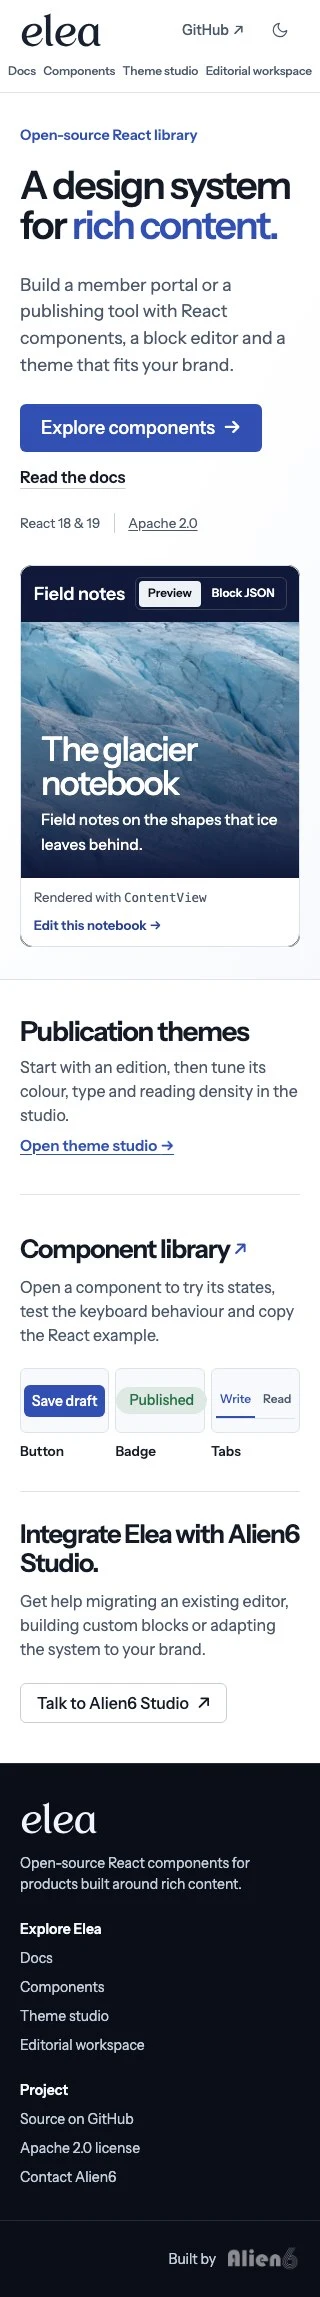 elea
GitHub ↗
Docs Components Theme studio Editorial workspace
Open-source React library
A design system
for rich content.
Build a member portal or a
publishing tool with React
components, a block editor and a
theme that fits your brand.
Explore components →
Read the docs
React 18 & 19 Apache 2.0
Field notes Preview Block JSON
The glacier
notebook
Field notes on the shapes that ice
leaves behind.
Rendered with ContentView
Edit this notebook →
Publication themes
Start with an edition, then tune its
colour, type and reading density in the
studio.
Open theme studio →
Component library ↗
Open a component to try its states,
test the keyboard behaviour and copy
the React example.
Save draft Published Write Read
Button Badge Tabs
Integrate Elea with Alien6
Studio.
Get help migrating an existing editor,
building custom blocks or adapting
the system to your brand.
Talk to Alien6 Studio ↗
elea
Open-source React components for
products built around rich content.
Explore Elea
Docs
Components
Theme studio
Editorial workspace
Project
Source on GitHub
Apache 2.0 license
Contact Alien6
Built by Alien6